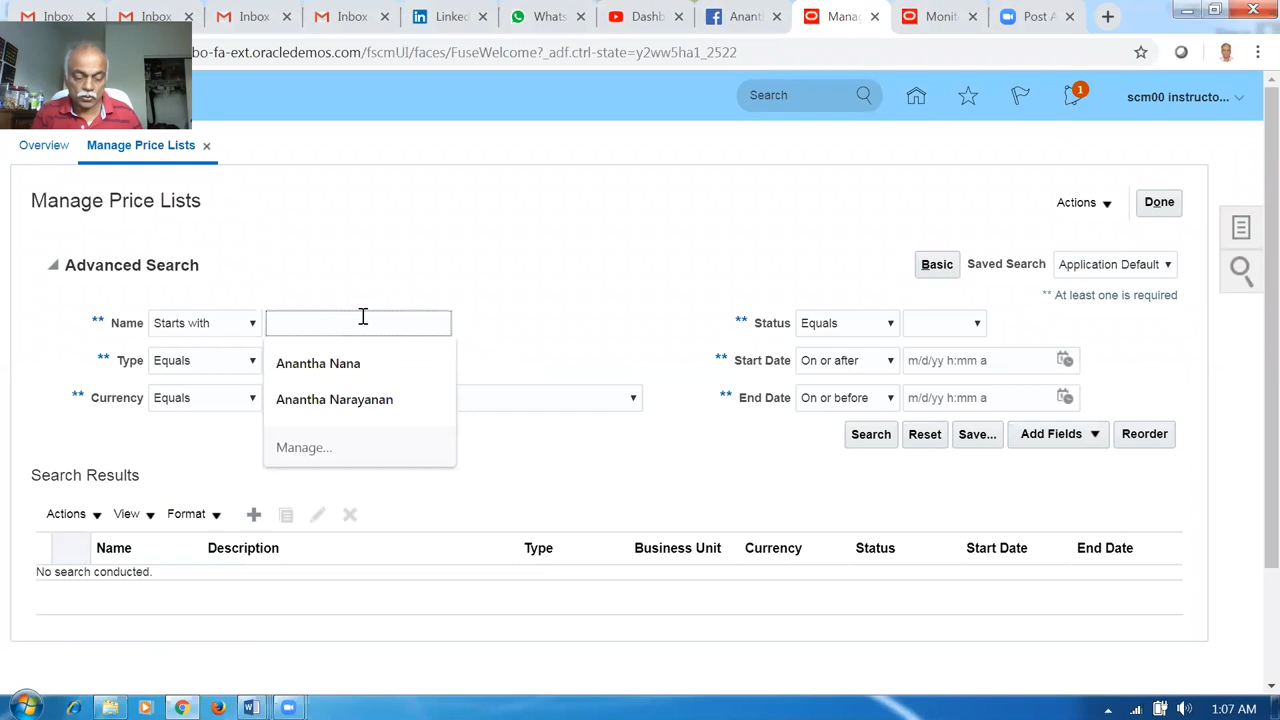 Inbox
Inbox
Inbox
Inbox
Linked
What
Dashb
Anant
Mana
Monit
Post A
bo-fa-ext.oracledemos.com/fscmUI/faces/FuseWelcome?_adf.ctrl-state=y2ww5ha1_2522
Search
1
scm00 instructo...
Overview
Manage Price Lists
Manage Price Lists
Actions
Done
Advanced Search
Basic
Saved Search
Application Default
** At least one is required
** Name
Starts with
** Status
Equals
Anantha Nana
** Type
Equals
** Start Date
On or after
m/d/yy h:mm a
Anantha Narayanan
** Currency
Equals
** End Date
On or before
m/d/yy h:mm a
Manage...
Search
Reset
Save...
Add Fields
Reorder
Search Results
Actions
View
Format
Name
Description
Type
Business Unit
Currency
Status
Start Date
End Date
No search conducted.
1:07 AM